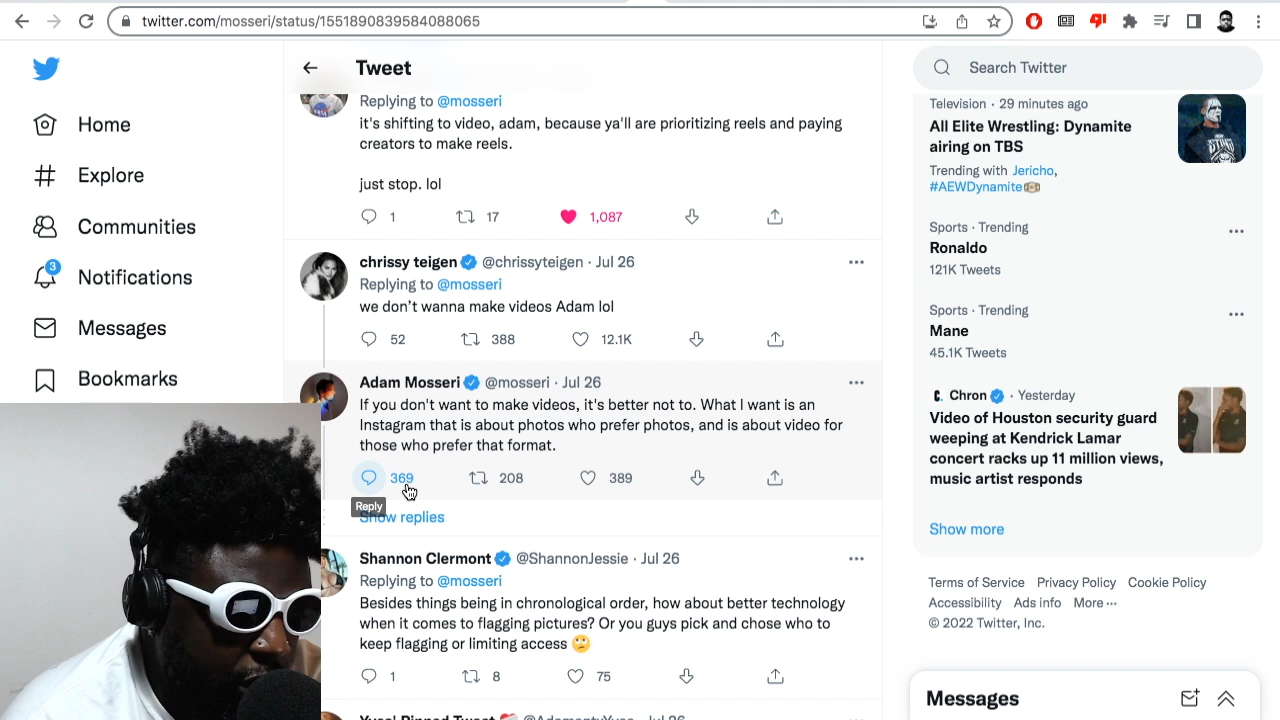 twitter.com/mosseri/status/1551890839584088065
Home
Explore
Communities
3
Notifications
Messages
Bookmarks
Tweet
Replying to @mosseri
it's shifting to video, adam, because ya'll are prioritizing reels and paying
creators to make reels.
just stop. lol
1 17 1,087
chrissy teigen @chrissyteigen · Jul 26
Replying to @mosseri
we don't wanna make videos Adam lol
52 388 12.1K
Adam Mosseri @mosseri · Jul 26
If you don't want to make videos, it's better not to. What I want is an
Instagram that is about photos who prefer photos, and is about video for
those who prefer that format.
369 208 389
Reply
Show replies
Shannon Clermont @ShannonJessie · Jul 26
Replying to @mosseri
Besides things being in chronological order, how about better technology
when it comes to flagging pictures? Or you guys pick and chose who to
keep flagging or limiting access 🙄
1 8 75
Search Twitter
Television · 29 minutes ago
All Elite Wrestling: Dynamite
airing on TBS
Trending with Jericho,
#AEWDynamite
Sports · Trending
Ronaldo
121K Tweets
Sports · Trending
Mane
45.1K Tweets
Chron · Yesterday
Video of Houston security guard
weeping at Kendrick Lamar
concert racks up 11 million views,
music artist responds
Show more
Terms of Service Privacy Policy Cookie Policy
Accessibility Ads info More ···
© 2022 Twitter, Inc.
Messages